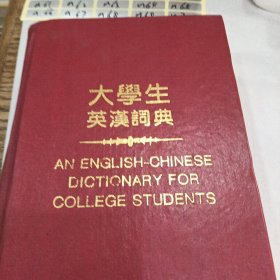 大學生
英漢詞典
AN ENGLISH-CHINESE
DICTIONARY FOR
COLLEGE STUDENTS